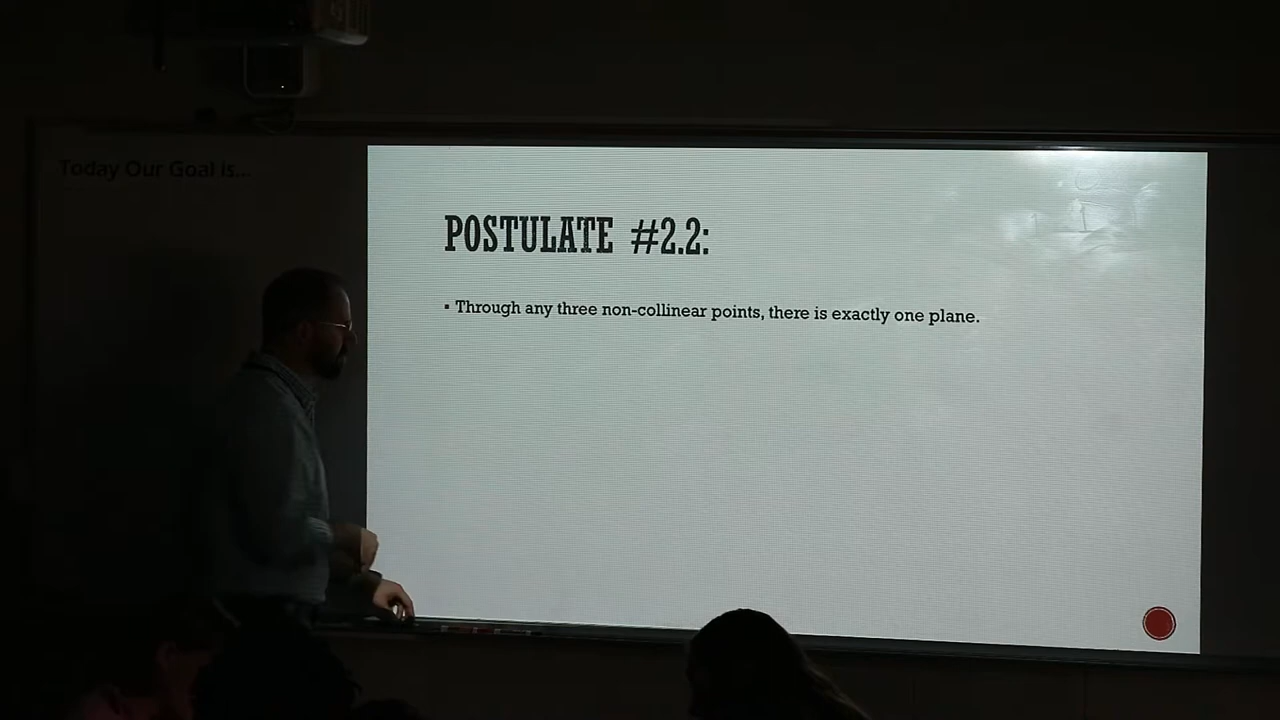 Today Our Goal is...
POSTULATE #2.2:
▪ Through any three non-collinear points, there is exactly one plane.